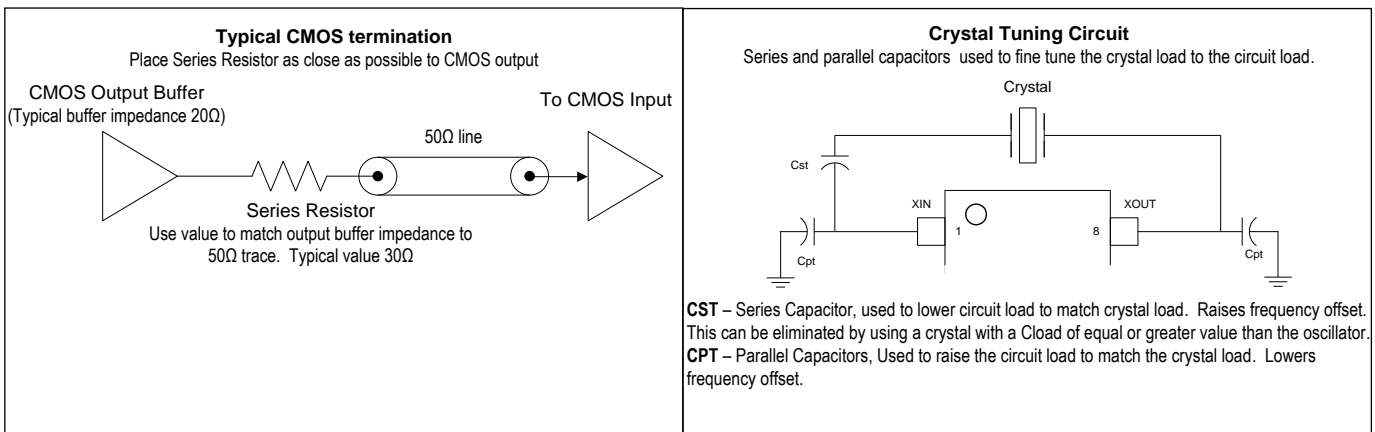 Typical CMOS termination
Place Series Resistor as close as possible to CMOS output
CMOS Output Buffer
(Typical buffer impedance 20Ω)
To CMOS Input
50Ω line
Series Resistor
Use value to match output buffer impedance to
50Ω trace. Typical value 30Ω
Crystal Tuning Circuit
Series and parallel capacitors used to fine tune the crystal load to the circuit load.
Crystal
Cst
XIN
XOUT
1
8
Cpt
Cpt
CST – Series Capacitor, used to lower circuit load to match crystal load. Raises frequency offset.
This can be eliminated by using a crystal with a Cload of equal or greater value than the oscillator.
CPT – Parallel Capacitors, Used to raise the circuit load to match the crystal load. Lowers
frequency offset.